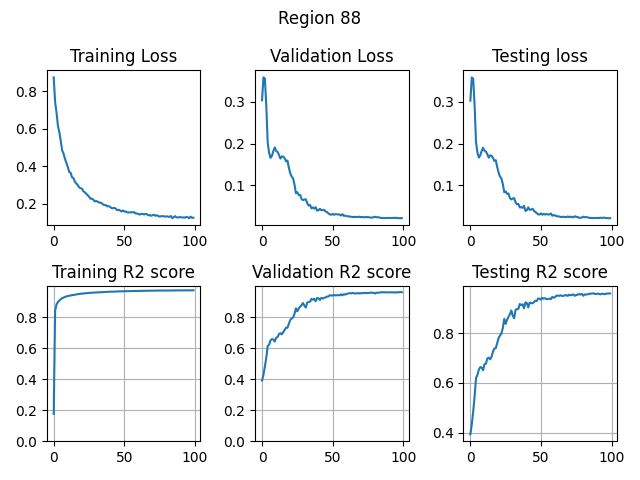 Region 88
Training Loss
Validation Loss
Testing loss
0.8
0.6
0.4
0.2
0 50 100
0.3
0.2
0.1
0 50 100
0.3
0.2
0.1
0 50 100
Training R2 score
Validation R2 score
Testing R2 score
0.8
0.6
0.4
0.2
0.0
0 50 100
0.8
0.6
0.4
0.2
0.0
0 50 100
0.8
0.6
0.4
0 50 100